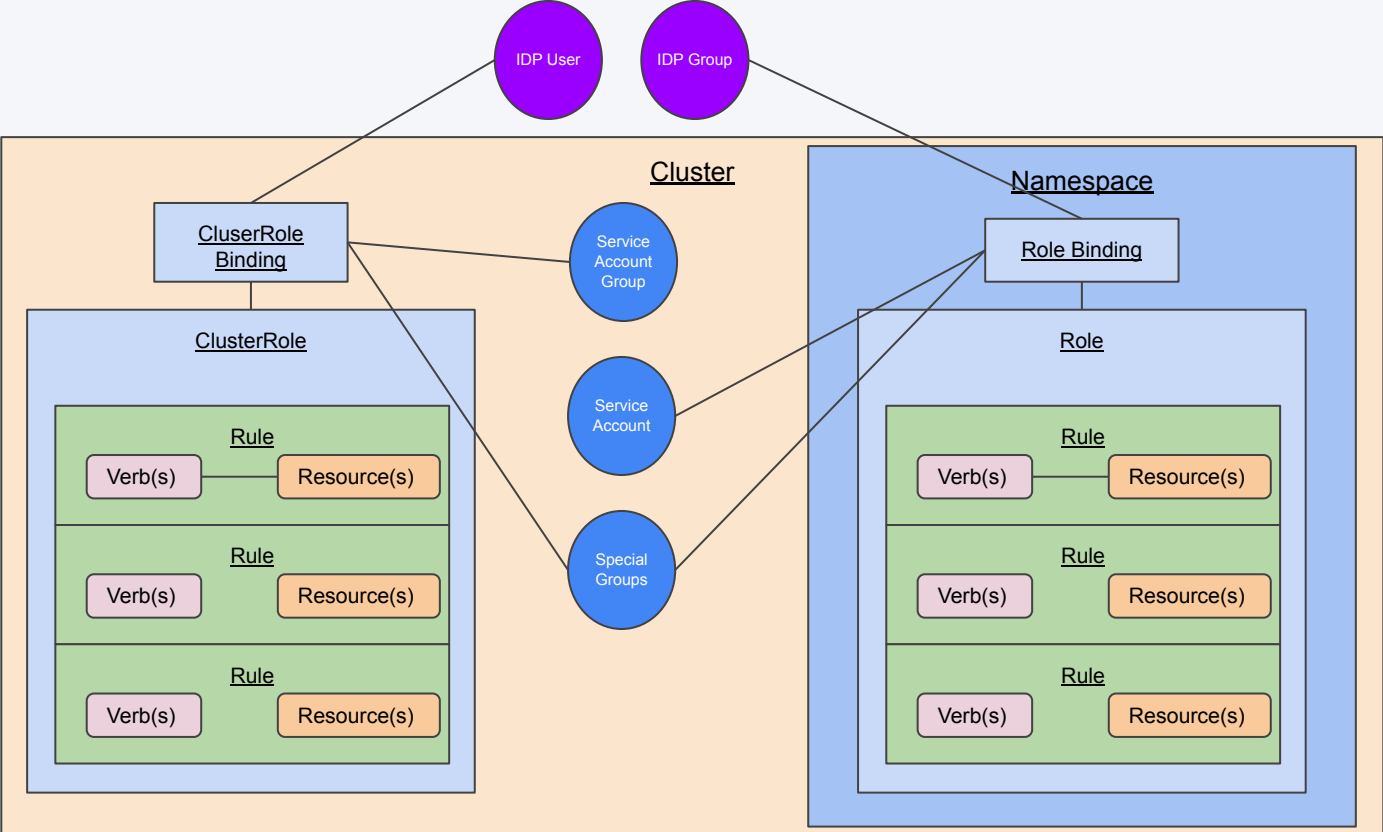 IDP User
IDP Group
Cluster
Namespace
CluserRole
Binding
Service
Account
Group
Role Binding
ClusterRole
Role
Service
Account
Rule
Verb(s)
Resource(s)
Rule
Verb(s)
Resource(s)
Rule
Verb(s)
Resource(s)
Special
Groups
Rule
Verb(s)
Resource(s)
Rule
Verb(s)
Resource(s)
Rule
Verb(s)
Resource(s)